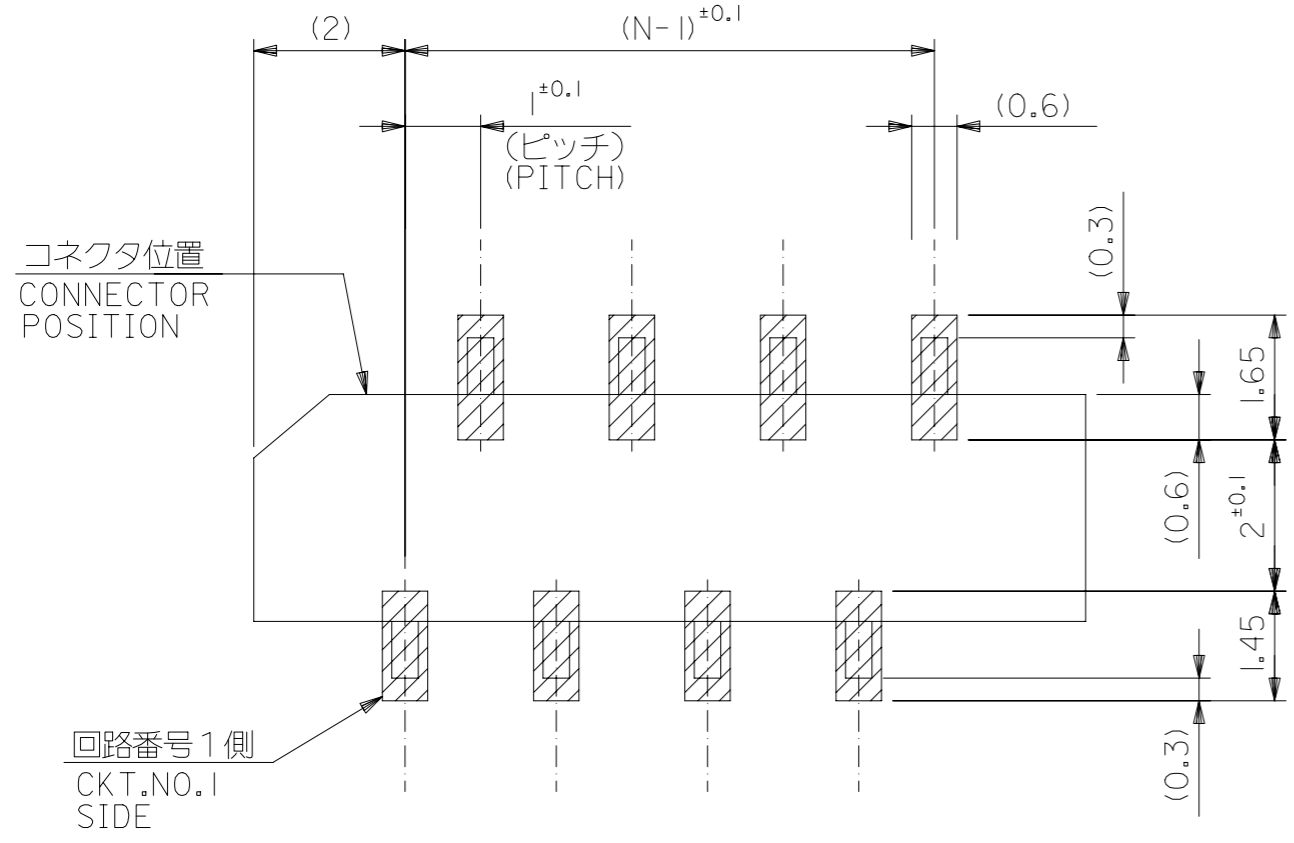 (2)
(N-1)±0.1
1±0.1
(ピッチ)
(PITCH)
(0.6)
(0.3)
コネクタ位置
CONNECTOR
POSITION
1.65
(0.6)
2±0.1
1.45
(0.3)
回路番号1側
CKT.NO.1
SIDE